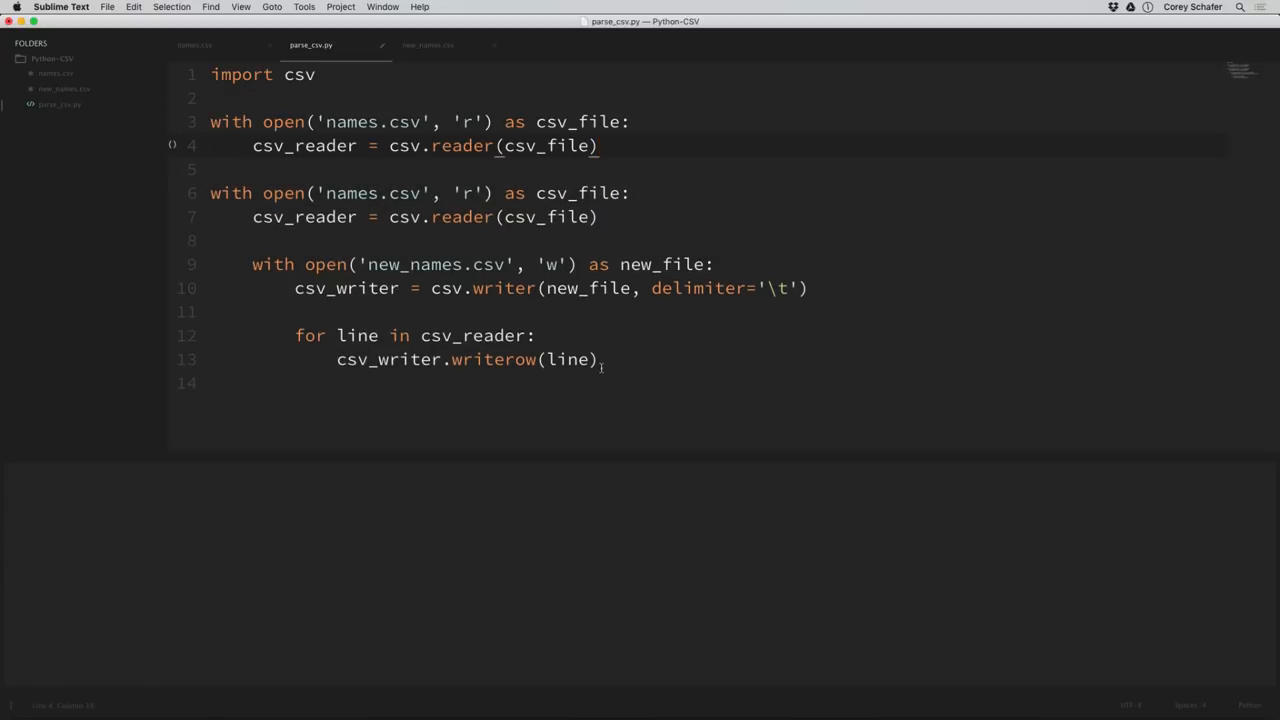 Sublime Text File Edit Selection Find View Goto Tools Project Window Help Corey Schafer
parse_csv.py — Python-CSV
FOLDERS
Python-CSV
names.csv
new_names.csv
parse_csv.py
names.csv parse_csv.py new_names.csv
1 import csv
2
3 with open('names.csv', 'r') as csv_file:
4 csv_reader = csv.reader(csv_file)
5
6 with open('names.csv', 'r') as csv_file:
7 csv_reader = csv.reader(csv_file)
8
9 with open('new_names.csv', 'w') as new_file:
10 csv_writer = csv.writer(new_file, delimiter='\t')
11
12 for line in csv_reader:
13 csv_writer.writerow(line)
14
Line 4, Column 38 UTF-8 Spaces: 4 Python